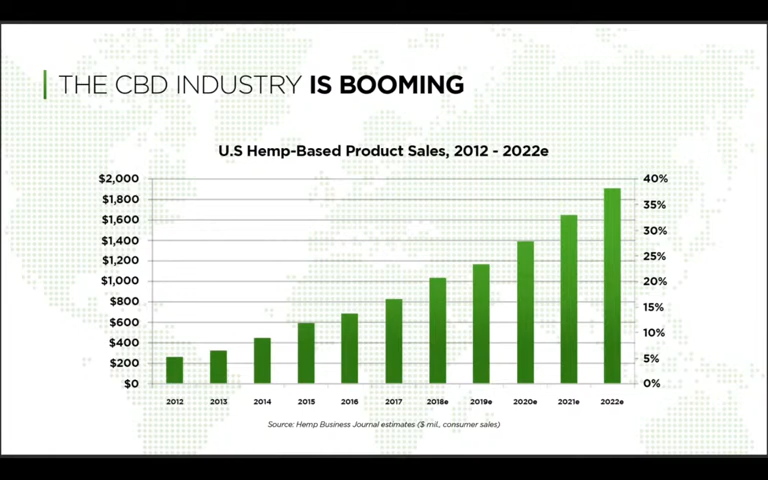 THE CBD INDUSTRY IS BOOMING
U.S Hemp-Based Product Sales, 2012 - 2022e
$2,000 40%
$1,800 35%
$1,600 30%
$1,400 25%
$1,200 20%
$1,000 15%
$800 10%
$600 5%
$400 0%
$200
$0
2012 2013 2014 2015 2016 2017 2018e 2019e 2020e 2021e 2022e
Source: Hemp Business Journal estimates ($ mil., consumer sales)